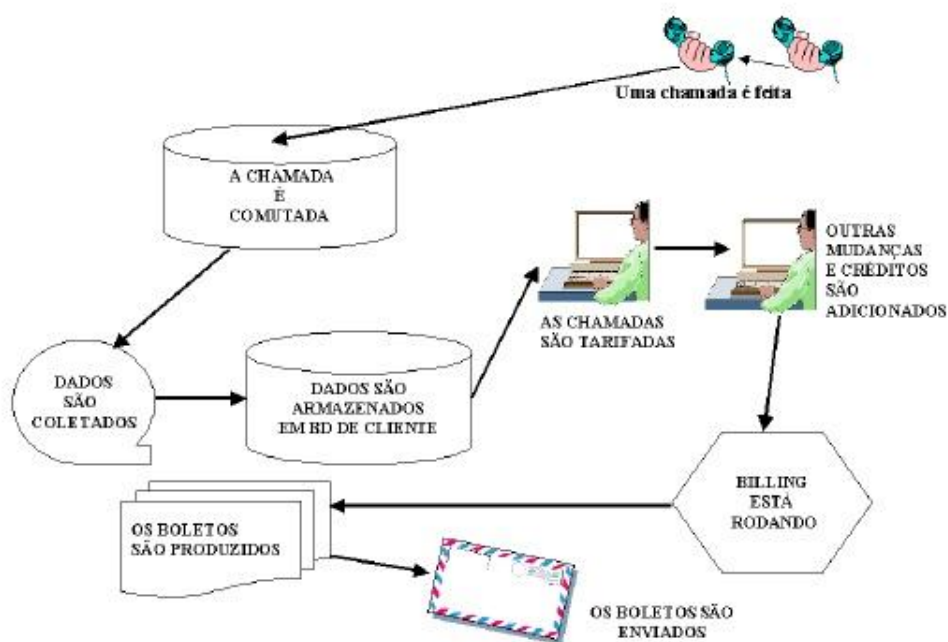 Uma chamada é feita
A CHAMADA
É
COMUTADA
DADOS
SÃO
COLETADOS
DADOS SÃO
ARMAZENADOS
EM BD DE CLIENTE
AS CHAMADAS
SÃO TARIFADAS
OUTRAS
MUDANÇAS
E CRÉDITOS
SÃO
ADICIONADOS
BILLING
ESTÁ
RODANDO
OS BOLETOS
SÃO PRODUZIDOS
OS BOLETOS SÃO
ENVIADOS